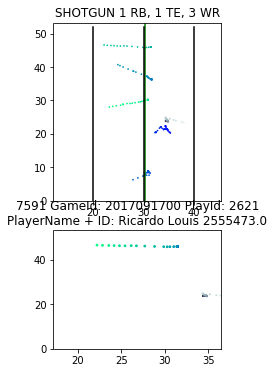 SHOTGUN 1 RB, 1 TE, 3 WR
50
40
30
20
10
0
20 30 40
7591 GameId: 2017091700 PlayId: 2621
PlayerName + ID: Ricardo Louis 2555473.0
40
20
0
20 25 30 35